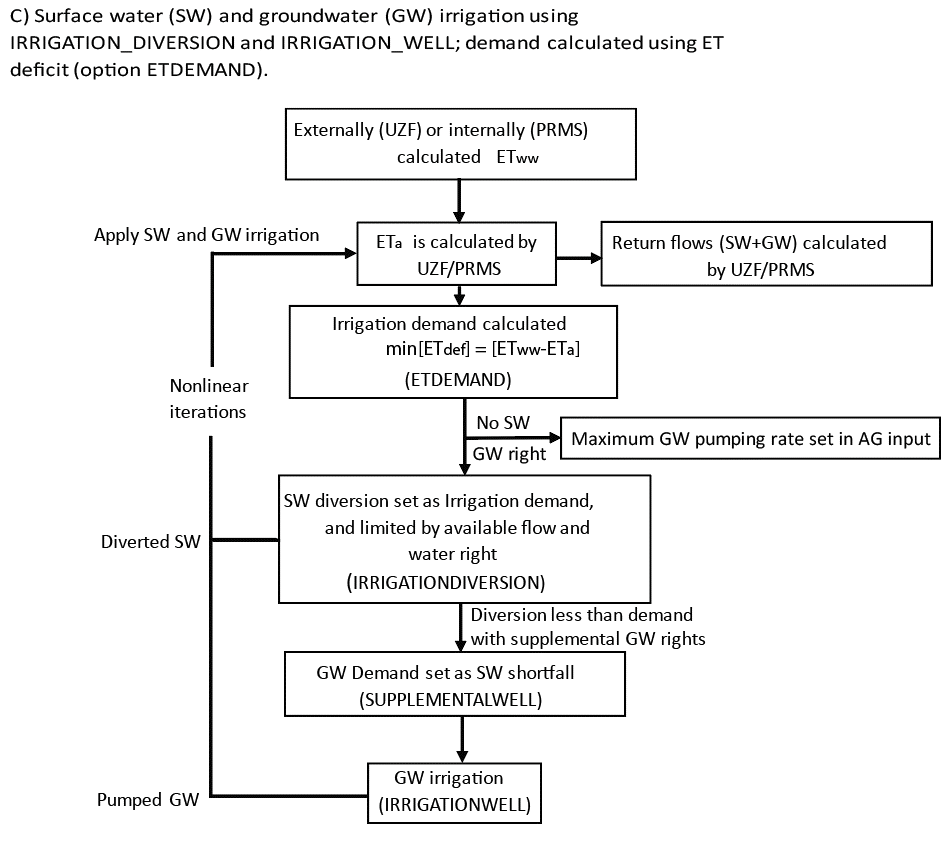 C) Surface water (SW) and groundwater (GW) irrigation using
IRRIGATION_DIVERSION and IRRIGATION_WELL; demand calculated using ET
deficit (option ETDEMAND).
Externally (UZF) or internally (PRMS)
calculated ETww
Apply SW and GW irrigation
ETa is calculated by
UZF/PRMS
Return flows (SW+GW) calculated
by UZF/PRMS
Irrigation demand calculated
min[ETdef] = [ETww-ETa]
(ETDEMAND)
Nonlinear
iterations
No SW
GW right
Maximum GW pumping rate set in AG input
SW diversion set as Irrigation demand,
and limited by available flow and
water right
(IRRIGATIONDIVERSION)
Diverted SW
Diversion less than demand
with supplemental GW rights
GW Demand set as SW shortfall
(SUPPLEMENTALWELL)
GW irrigation
(IRRIGATIONWELL)
Pumped GW